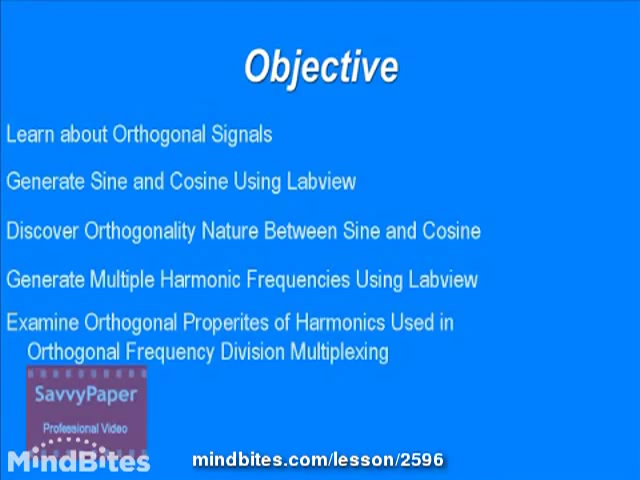 Objective
Learn about Orthogonal Signals
Generate Sine and Cosine Using Labview
Discover Orthogonality Nature Between Sine and Cosine
Generate Multiple Harmonic Frequencies Using Labview
Examine Orthogonal Properites of Harmonics Used in
Orthogonal Frequency Division Multiplexing
SavvyPaper
Professional Video
MindBites
mindbites.com/lesson/2596